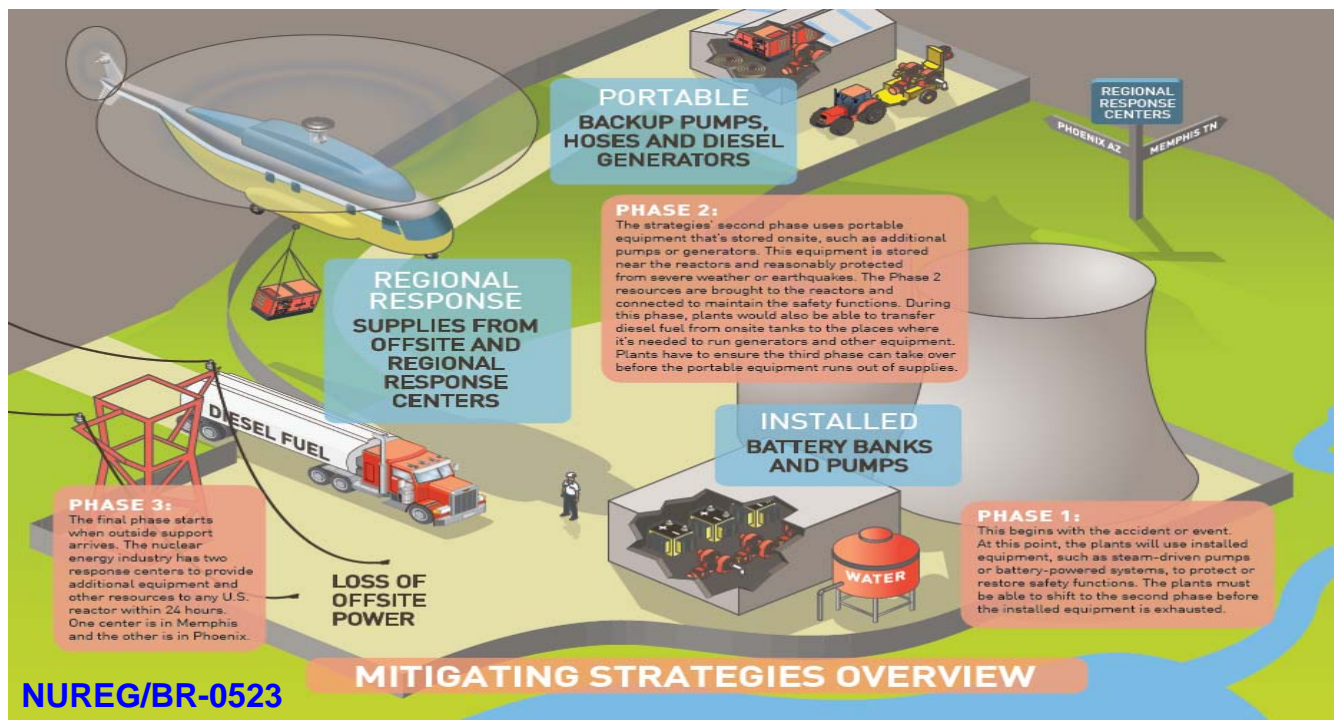 PORTABLE
BACKUP PUMPS,
HOSES AND DIESEL
GENERATORS
REGIONAL
RESPONSE
CENTERS
PHOENIX AZ
MEMPHIS TN
PHASE 2:
The strategies' second phase uses portable
equipment that's stored onsite, such as additional
pumps or generators. This equipment is stored
near the reactors and reasonably protected
from severe weather or earthquakes. The Phase 2
resources are brought to the reactors and
connected to maintain the safety functions. During
this phase, plants would also be able to transfer
diesel fuel from onsite tanks to the places where
it's needed to run generators and other equipment.
Plants have to ensure the third phase can take over
before the portable equipment runs out of supplies.
REGIONAL
RESPONSE
SUPPLIES FROM
OFFSITE AND
REGIONAL
RESPONSE
CENTERS
DIESEL FUEL
INSTALLED
BATTERY BANKS
AND PUMPS
PHASE 3:
The final phase starts
when outside support
arrives. The nuclear
energy industry has two
response centers to provide
additional equipment and
other resources to any U.S.
reactor within 24 hours.
One center is in Memphis
and the other is in Phoenix.
LOSS OF
OFFSITE
POWER
WATER
PHASE 1:
This begins with the accident or event.
At this point, the plants will use installed
equipment, such as steam-driven pumps
or battery-powered systems, to protect or
restore safety functions. The plants must
be able to shift to the second phase before
the installed equipment is exhausted.
MITIGATING STRATEGIES OVERVIEW
NUREG/BR-0523